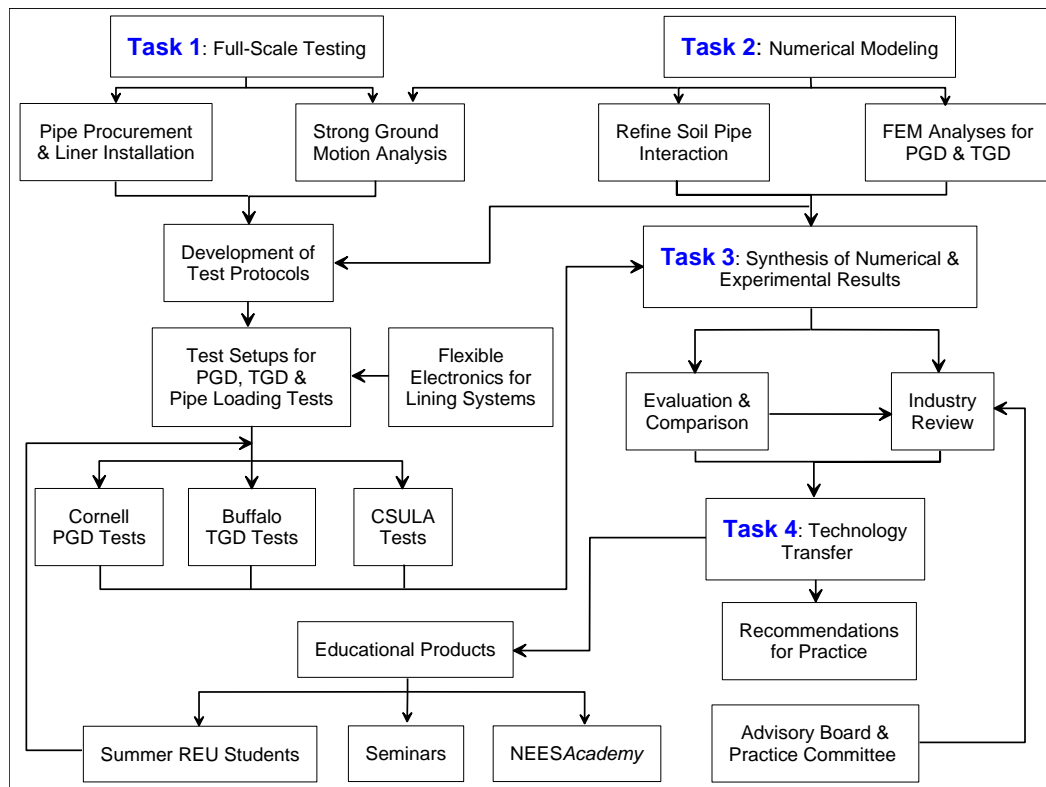 Task 1: Full-Scale Testing
Task 2: Numerical Modeling
Pipe Procurement
& Liner Installation
Strong Ground
Motion Analysis
Refine Soil Pipe
Interaction
FEM Analyses for
PGD & TGD
Development of
Test Protocols
Task 3: Synthesis of Numerical &
Experimental Results
Test Setups for
PGD, TGD &
Pipe Loading Tests
Flexible
Electronics for
Lining Systems
Evaluation &
Comparison
Industry
Review
Cornell
PGD Tests
Buffalo
TGD Tests
CSULA
Tests
Task 4: Technology
Transfer
Educational Products
Recommendations
for Practice
Summer REU Students
Seminars
NEESAcademy
Advisory Board &
Practice Committee